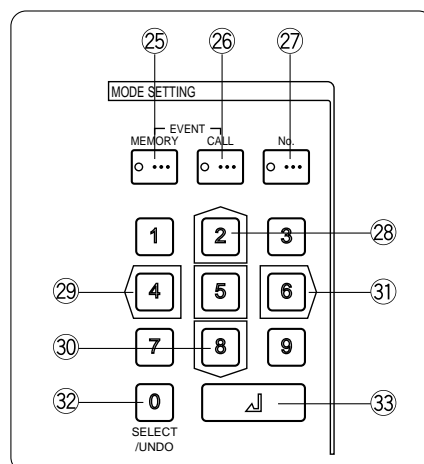 ㉕ ㉖ ㉗
MODE SETTING
EVENT
MEMORY CALL No.
1 2 3 ㉘
㉙ 4 5 6 ㉛
㉚ 7 8 9
㉜ 0 ㉝
SELECT
/UNDO